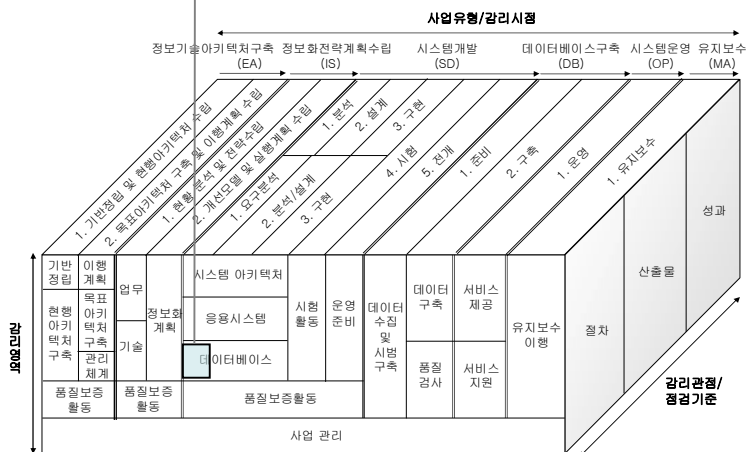 사업유형/감리시점
정보기술아키텍처구축
(EA)
정보화전략계획수립
(IS)
시스템개발
(SD)
데이터베이스구축
(DB)
시스템운영
(OP)
유지보수
(MA)
1. 기반정립 및 현행아키텍처 수립
2. 목표아키텍처 구축 및 이행계획 수립
1. 현황 분석 및 전략수립
2. 개선모델 및 실행계획 수립
1. 분석
2. 설계
3. 구현
1. 요구분석
2. 분석/설계
3. 구현
4. 시험
5. 전개
1. 준비
2. 구축
1. 운영
1. 유지보수
감리영역
기반
정립
이행
계획
현행
아키
텍처
구축
목표
아키
텍처
구축
관리
체계
업무
기술
정보화
계획
시스템 아키텍처
응용시스템
데이터베이스
시험
활동
운영
준비
데이터
수집
및
시범
구축
데이터
구축
품질
검사
서비스
제공
서비스
지원
유지보수
이행
품질보증
활동
품질보증
활동
품질보증활동
사업 관리
절차
산출물
성과
감리관점/
점검기준